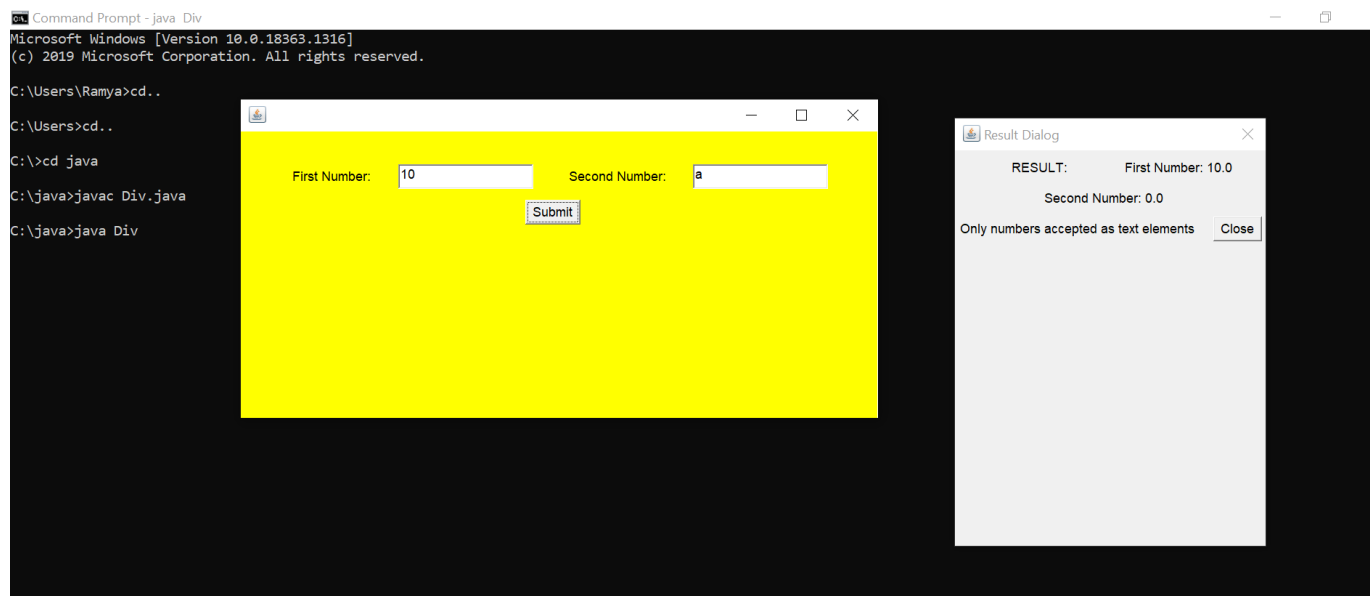 Command Prompt - java Div
Microsoft Windows [Version 10.0.18363.1316]
(c) 2019 Microsoft Corporation. All rights reserved.
C:\Users\Ramya>cd..
C:\Users>cd..
C:\>cd java
C:\java>javac Div.java
C:\java>java Div
First Number: 10 Second Number: a
Submit
Result Dialog
RESULT: First Number: 10.0
Second Number: 0.0
Only numbers accepted as text elements Close